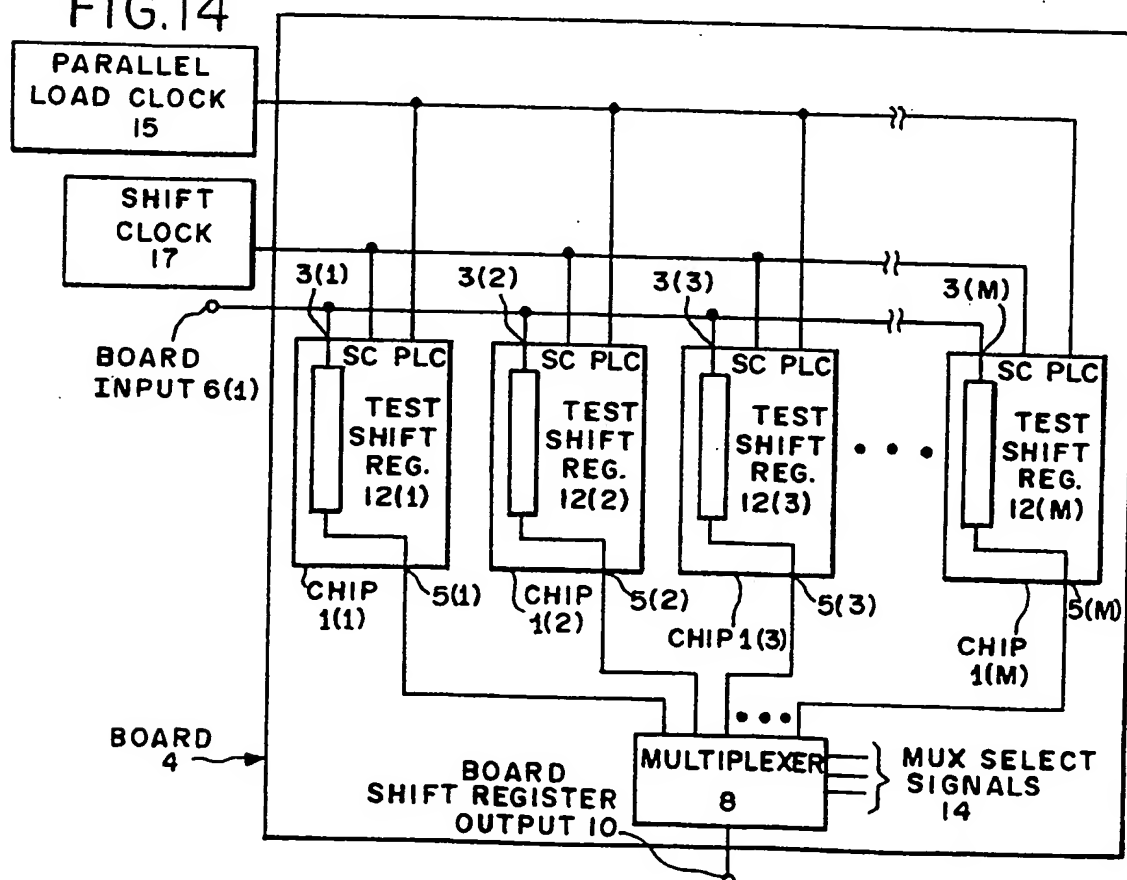 FIG.14
PARALLEL
LOAD CLOCK
15
SHIFT
CLOCK
17
3(1)
3(2)
3(3)
3(M)
BOARD
INPUT 6(1)
SC PLC
SC PLC
SC PLC
SC PLC
TEST
SHIFT
REG.
12(1)
TEST
SHIFT
REG.
12(2)
TEST
SHIFT
REG.
12(3)
TEST
SHIFT
REG.
12(M)
CHIP
1(1)
5(1)
CHIP
1(2)
5(2)
CHIP 1(3)
5(3)
CHIP
1(M)
5(M)
BOARD
4
MULTIPLEXER
8
MUX SELECT
SIGNALS
14
BOARD
SHIFT REGISTER
OUTPUT 10